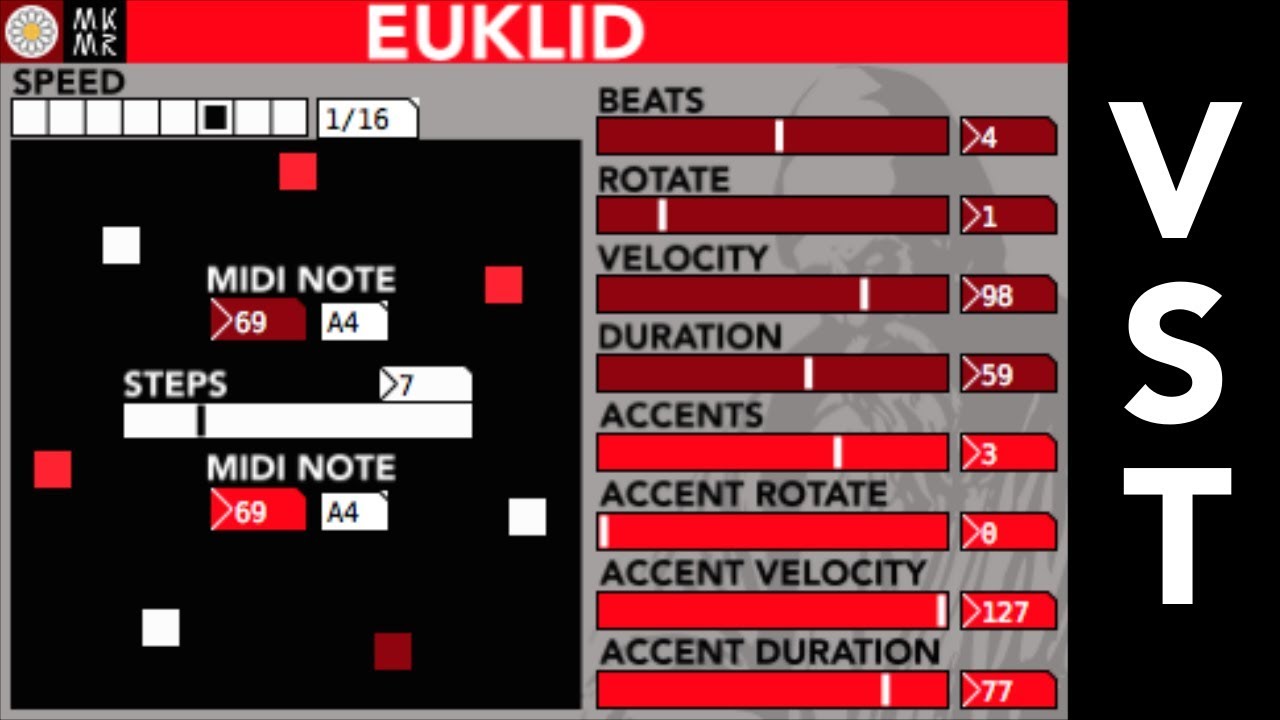 MK
MR
EUKLID
SPEED
1/16
MIDI NOTE
>69 A4
STEPS >7
MIDI NOTE
>69 A4
BEATS
>4
ROTATE
>1
VELOCITY
>98
DURATION
>59
ACCENTS
>3
ACCENT ROTATE
>0
ACCENT VELOCITY
>127
ACCENT DURATION
>77
VST